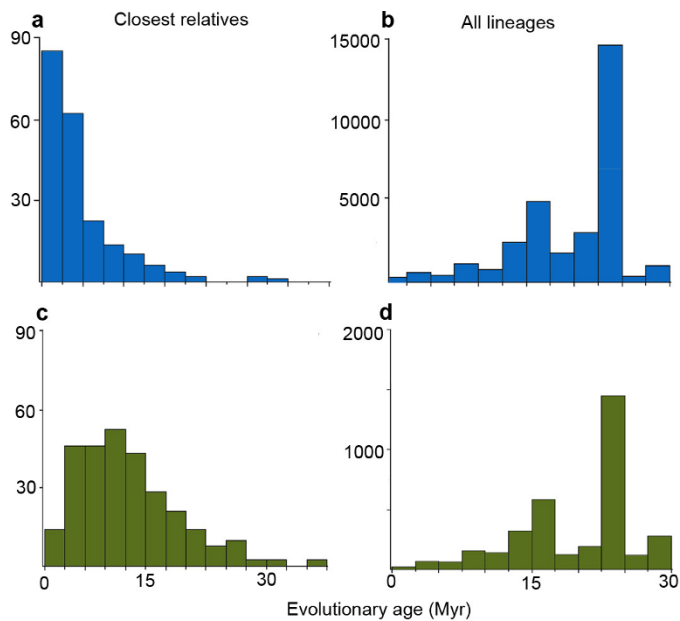 a Closest relatives b All lineages
90 15000
60 10000
30 5000
c d
90 2000
60 1000
30
0 15 30 0 15 30
Evolutionary age (Myr)